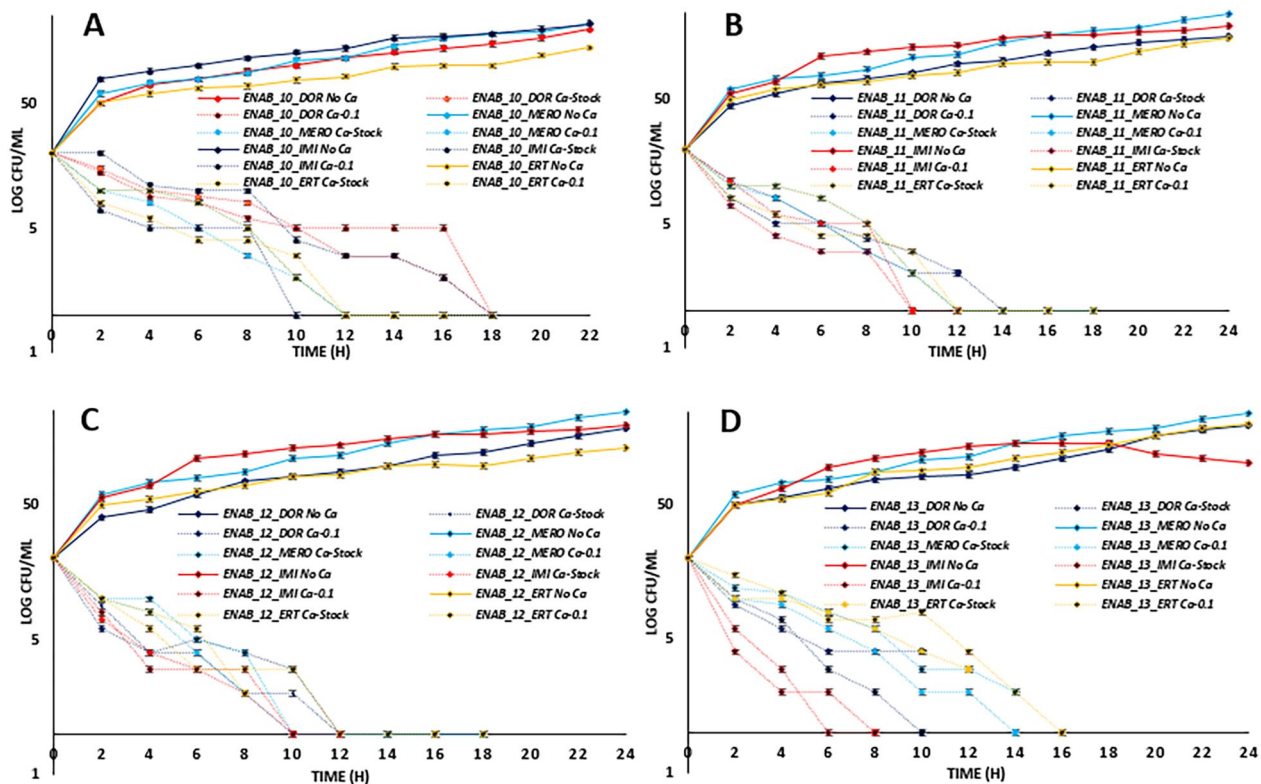 A
50
LOG CFU/ML
5
1
ENAB_10_DOR No Ca
ENAB_10_DOR Ca-Stock
ENAB_10_DOR Ca-0.1
ENAB_10_MERO No Ca
ENAB_10_MERO Ca-Stock
ENAB_10_MERO Ca-0.1
ENAB_10_IMI No Ca
ENAB_10_IMI Ca-Stock
ENAB_10_IMI Ca-0.1
ENAB_10_ERT No Ca
ENAB_10_ERT Ca-Stock
ENAB_10_ERT Ca-0.1
0 2 4 6 8 10 12 14 16 18 20 22
TIME (H)
B
50
LOG CFU/ML
5
1
ENAB_11_DOR No Ca
ENAB_11_DOR Ca-Stock
ENAB_11_DOR Ca-0.1
ENAB_11_MERO No Ca
ENAB_11_MERO Ca-Stock
ENAB_11_MERO Ca-0.1
ENAB_11_IMI No Ca
ENAB_11_IMI Ca-Stock
ENAB_11_IMI Ca-0.1
ENAB_11_ERT No Ca
ENAB_11_ERT Ca-Stock
ENAB_11_ERT Ca-0.1
0 2 4 6 8 10 12 14 16 18 20 22 24
TIME (H)
C
50
LOG CFU/ML
5
1
ENAB_12_DOR No Ca
ENAB_12_DOR Ca-Stock
ENAB_12_DOR Ca-0.1
ENAB_12_MERO No Ca
ENAB_12_MERO Ca-Stock
ENAB_12_MERO Ca-0.1
ENAB_12_IMI No Ca
ENAB_12_IMI Ca-Stock
ENAB_12_IMI Ca-0.1
ENAB_12_ERT No Ca
ENAB_12_ERT Ca-Stock
ENAB_12_ERT Ca-0.1
0 2 4 6 8 10 12 14 16 18 20 22 24
TIME (H)
D
50
LOG CFU/ML
5
1
ENAB_13_DOR No Ca
ENAB_13_DOR Ca-Stock
ENAB_13_DOR Ca-0.1
ENAB_13_MERO No Ca
ENAB_13_MERO Ca-Stock
ENAB_13_MERO Ca-0.1
ENAB_13_IMI No Ca
ENAB_13_IMI Ca-Stock
ENAB_13_IMI Ca-0.1
ENAB_13_ERT No Ca
ENAB_13_ERT Ca-Stock
ENAB_13_ERT Ca-0.1
0 2 4 6 8 10 12 14 16 18 20 22 24
TIME (H)